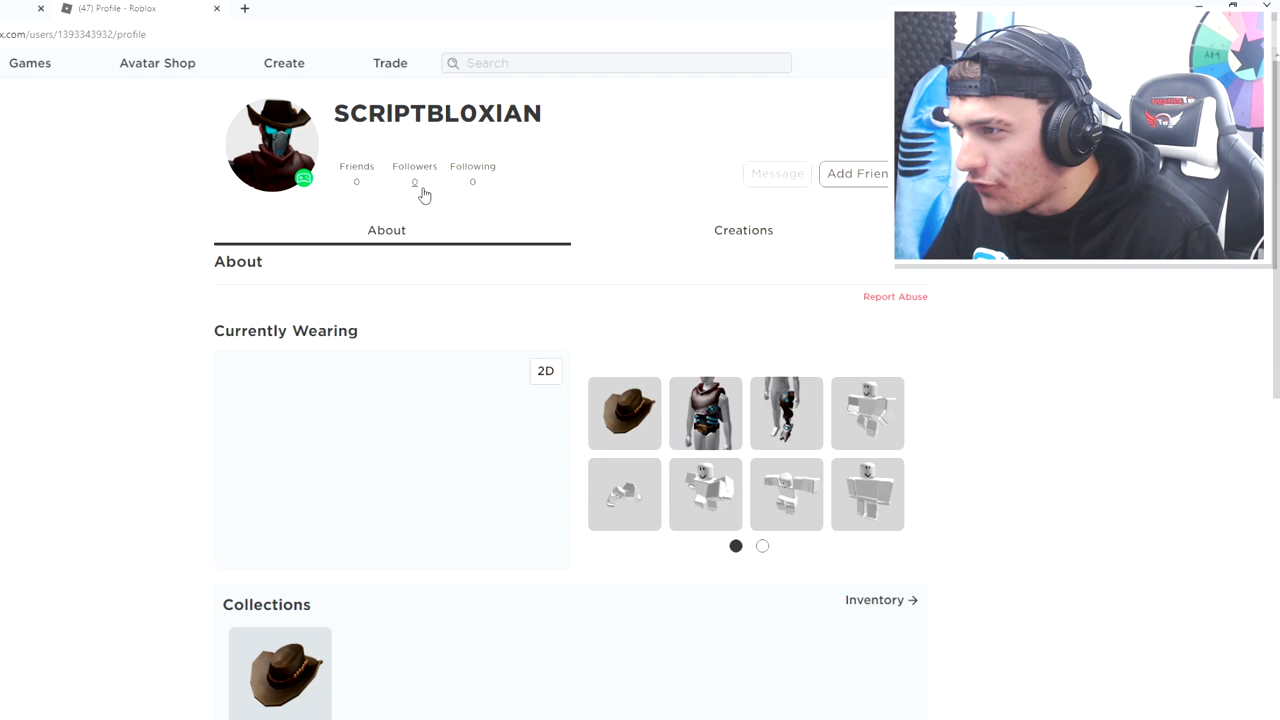 (47) Profile - Roblox
x.com/users/1393343932/profile
Games
Avatar Shop
Create
Trade
Search
SCRIPTBL0XIAN
Friends
Followers
Following
0
0
0
Message
Add Frien
About
Creations
About
Report Abuse
Currently Wearing
2D
Collections
Inventory